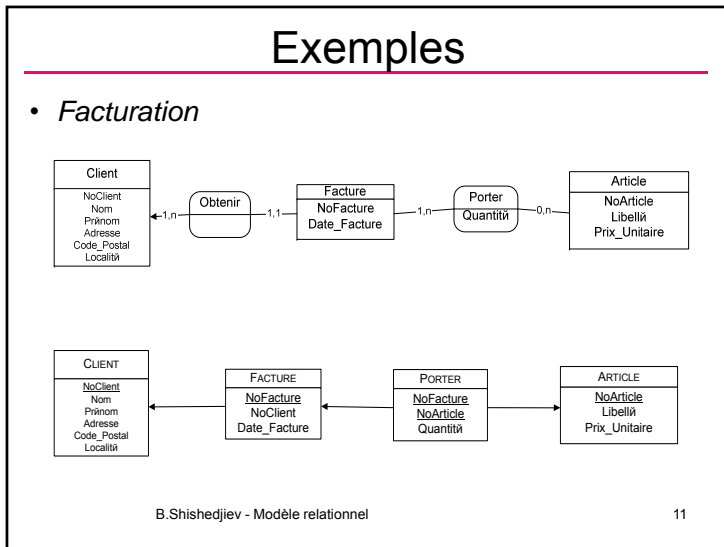 Exemples
• Facturation
Client
NoClient
Nom
Prйnom
Adresse
Code_Postal
Localitй
1,n
Obtenir
1,1
Facture
NoFacture
Date_Facture
1,n
Porter
Quantitй
0,n
Article
NoArticle
Libellй
Prix_Unitaire
CLIENT
NoClient
Nom
Prйnom
Adresse
Code_Postal
Localitй
FACTURE
NoFacture
NoClient
Date_Facture
PORTER
NoFacture
NoArticle
Quantitй
ARTICLE
NoArticle
Libellй
Prix_Unitaire
B.Shishedjiev - Modèle relationnel
11